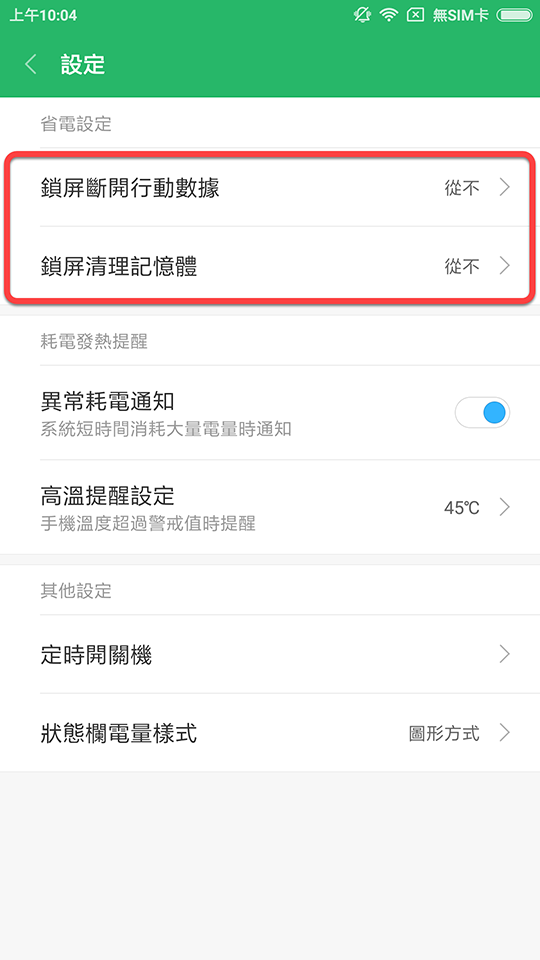 上午10:04
無SIM卡
設定
省電設定
鎖屏斷開行動數據
從不
鎖屏清理記憶體
從不
耗電發熱提醒
異常耗電通知
系統短時間消耗大量電量時通知
高溫提醒設定
45℃
手機溫度超過警戒值時提醒
其他設定
定時開關機
狀態欄電量樣式
圖形方式